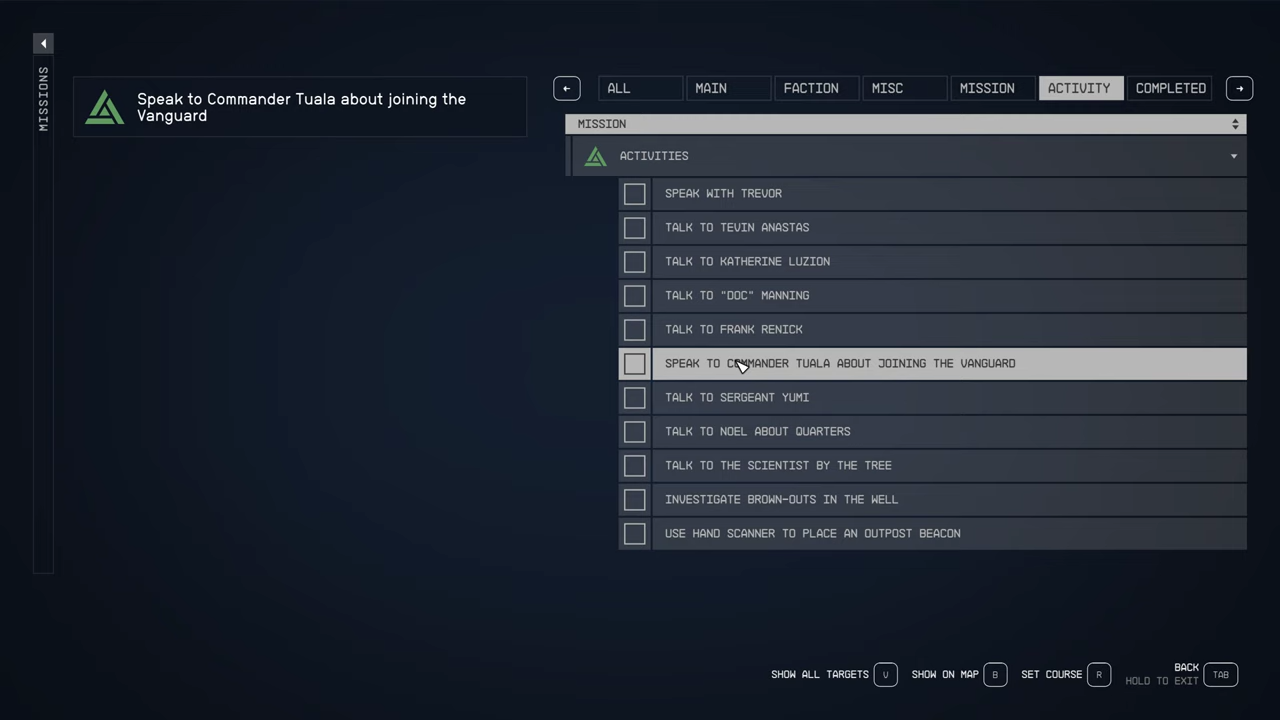 MISSIONS
Speak to Commander Tuala about joining the
Vanguard
ALL MAIN FACTION MISC MISSION ACTIVITY COMPLETED
MISSION
ACTIVITIES
SPEAK WITH TREVOR
TALK TO TEVIN ANASTAS
TALK TO KATHERINE LUZION
TALK TO "DOC" MANNING
TALK TO FRANK RENICK
SPEAK TO COMMANDER TUALA ABOUT JOINING THE VANGUARD
TALK TO SERGEANT YUMI
TALK TO NOEL ABOUT QUARTERS
TALK TO THE SCIENTIST BY THE TREE
INVESTIGATE BROWN-OUTS IN THE WELL
USE HAND SCANNER TO PLACE AN OUTPOST BEACON
SHOW ALL TARGETS V SHOW ON MAP B SET COURSE R BACK TAB
HOLD TO EXIT